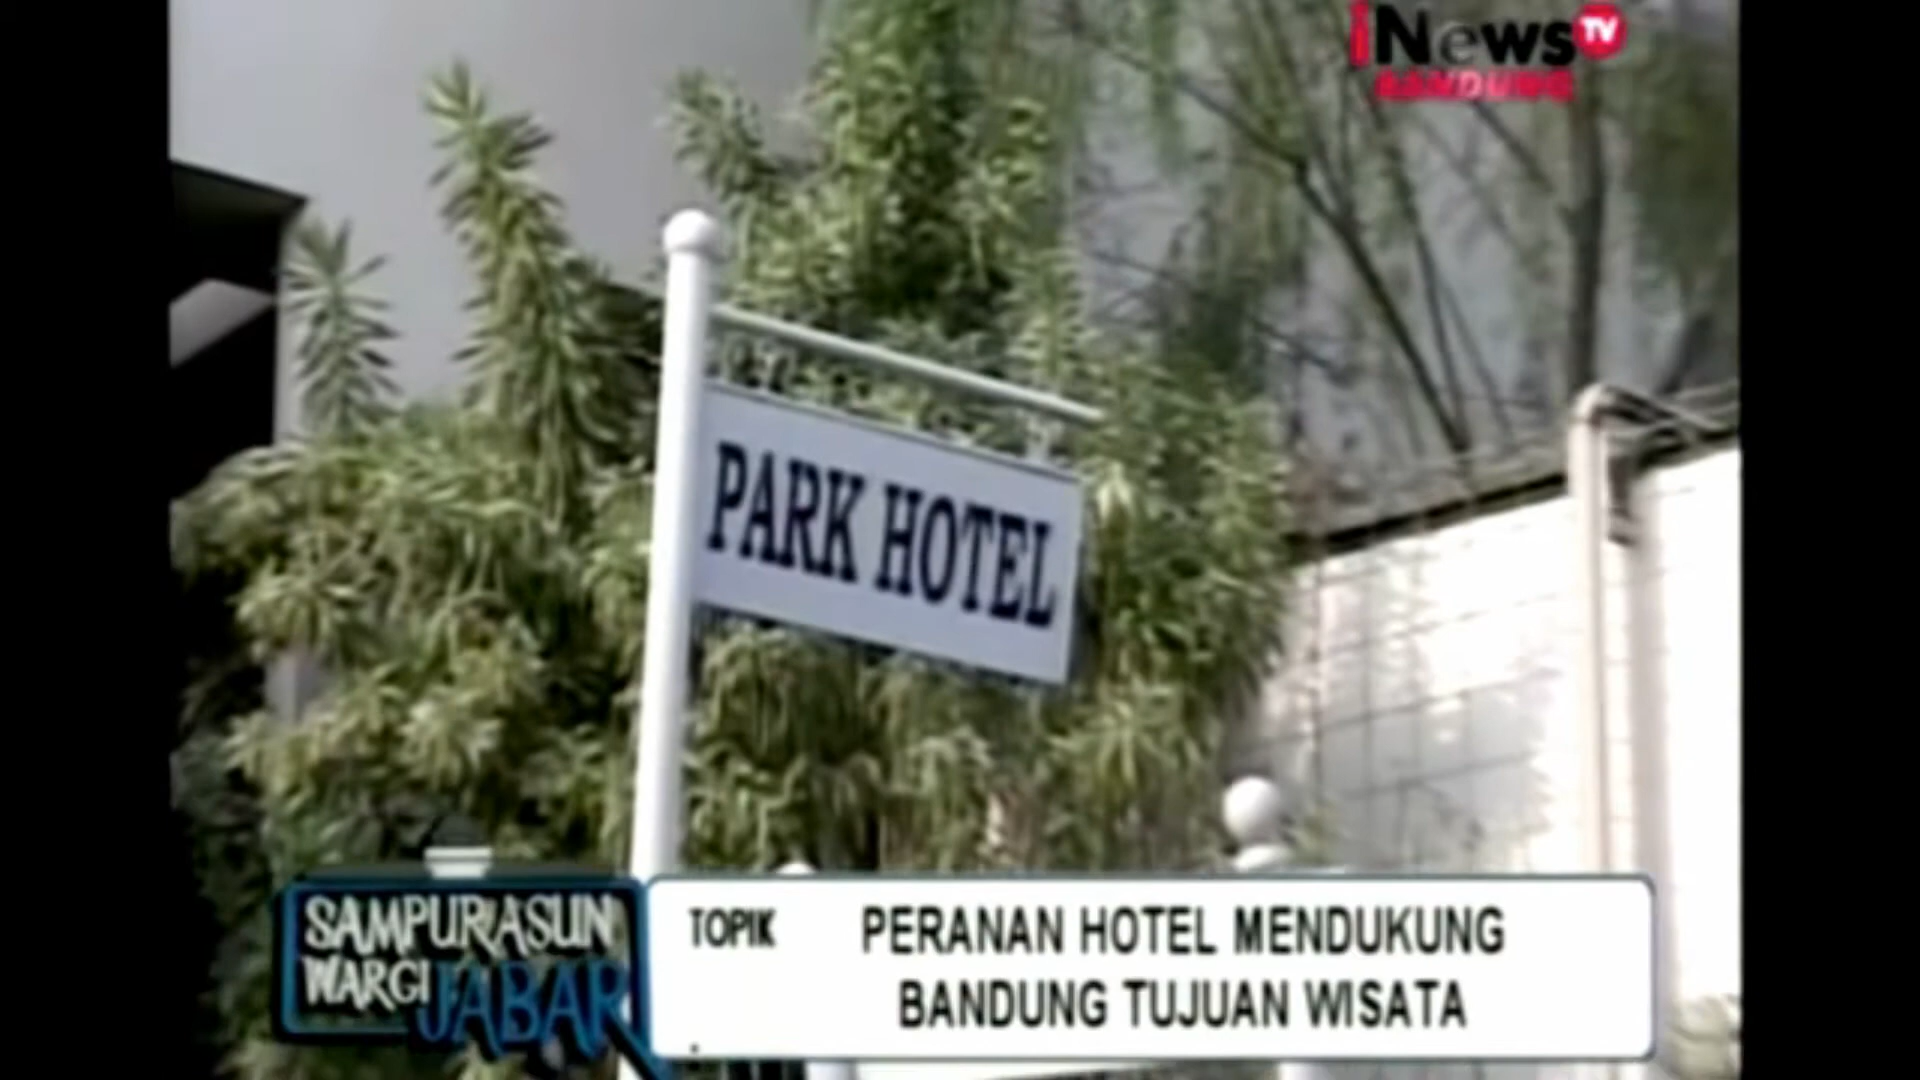 iNews TV
BANDUNG
PARK HOTEL
SAMPURASUN
WARGI JABAR
TOPIK
PERANAN HOTEL MENDUKUNG
BANDUNG TUJUAN WISATA